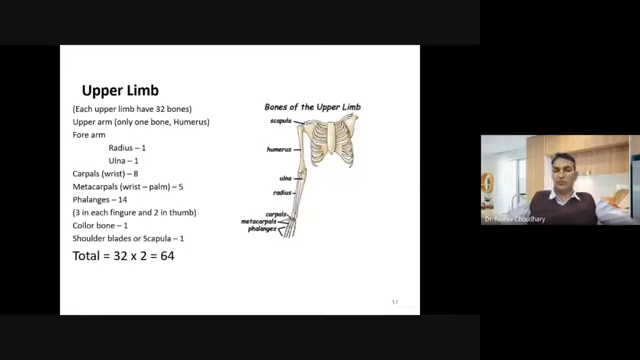 Upper Limb
(Each upper limb have 32 bones)
Upper arm (only one bone, Humerus)
Fore arm
Radius – 1
Ulna – 1
Carpals (wrist) – 8
Metacarpals (wrist – palm) – 5
Phalanges – 14
(3 in each fingure and 2 in thumb)
Collor bone – 1
Shoulder blades or Scapula – 1
Total = 32 x 2 = 64
Bones of the Upper Limb
scapula
humerus
ulna
radius
carpals
metacarpals
phalanges
17
Dr. Rajeev Choudhary